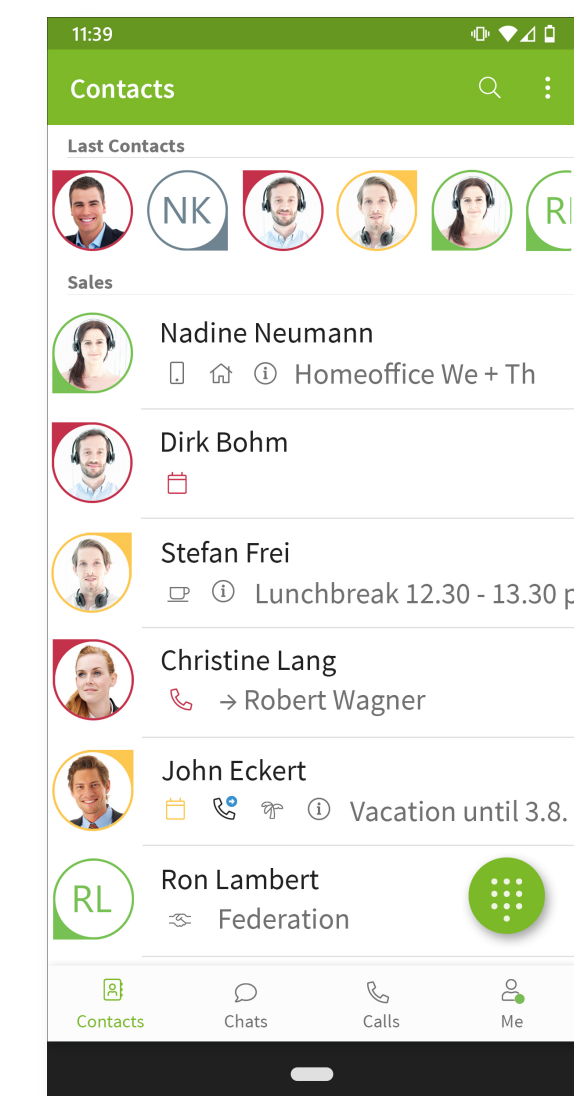 11:39
Contacts
Last Contacts
NK
Sales
Nadine Neumann
Homeoffice We + Th
Dirk Bohm
Stefan Frei
Lunchbreak 12.30 - 13.30
Christine Lang
→ Robert Wagner
John Eckert
Vacation until 3.8.
RL
Ron Lambert
Federation
Contacts
Chats
Calls
Me